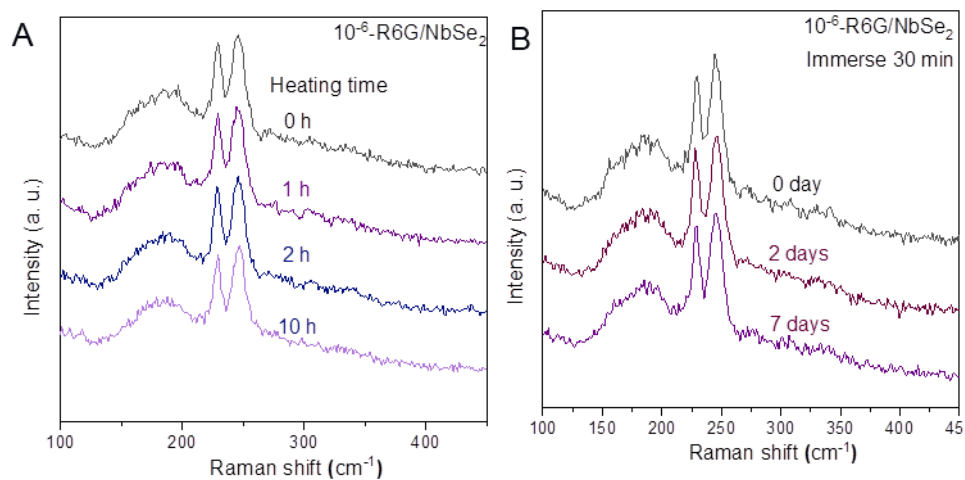 A
10⁻⁶-R6G/NbSe₂
Heating time
0 h
1 h
2 h
10 h
Intensity (a. u.)
100 200 300 400
Raman shift (cm⁻¹)
B
10⁻⁶-R6G/NbSe₂
Immerse 30 min
0 day
2 days
7 days
Intensity (a. u.)
100 150 200 250 300 350 400 45
Raman shift (cm⁻¹)